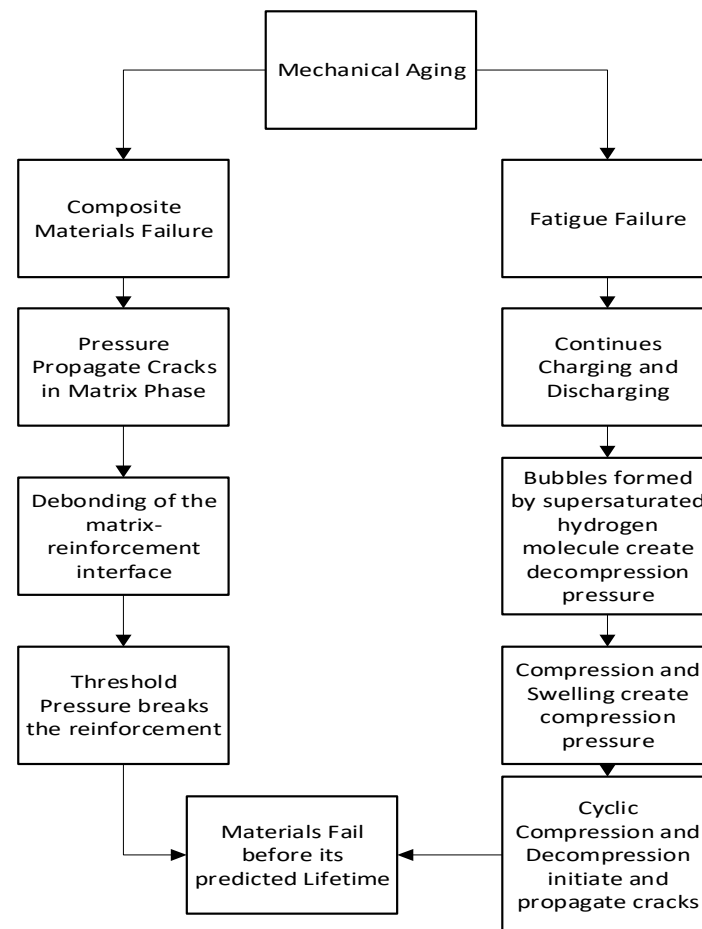 Mechanical Aging
Composite
Materials Failure
Fatigue Failure
Pressure
Propagate Cracks
in Matrix Phase
Continues
Charging and
Discharging
Debonding of the
matrix-
reinforcement
interface
Bubbles formed
by supersaturated
hydrogen
molecule create
decompression
pressure
Threshold
Pressure breaks
the reinforcement
Compression and
Swelling create
compression
pressure
Materials Fail
before its
predicted Lifetime
Cyclic
Compression and
Decompression
initiate and
propagate cracks